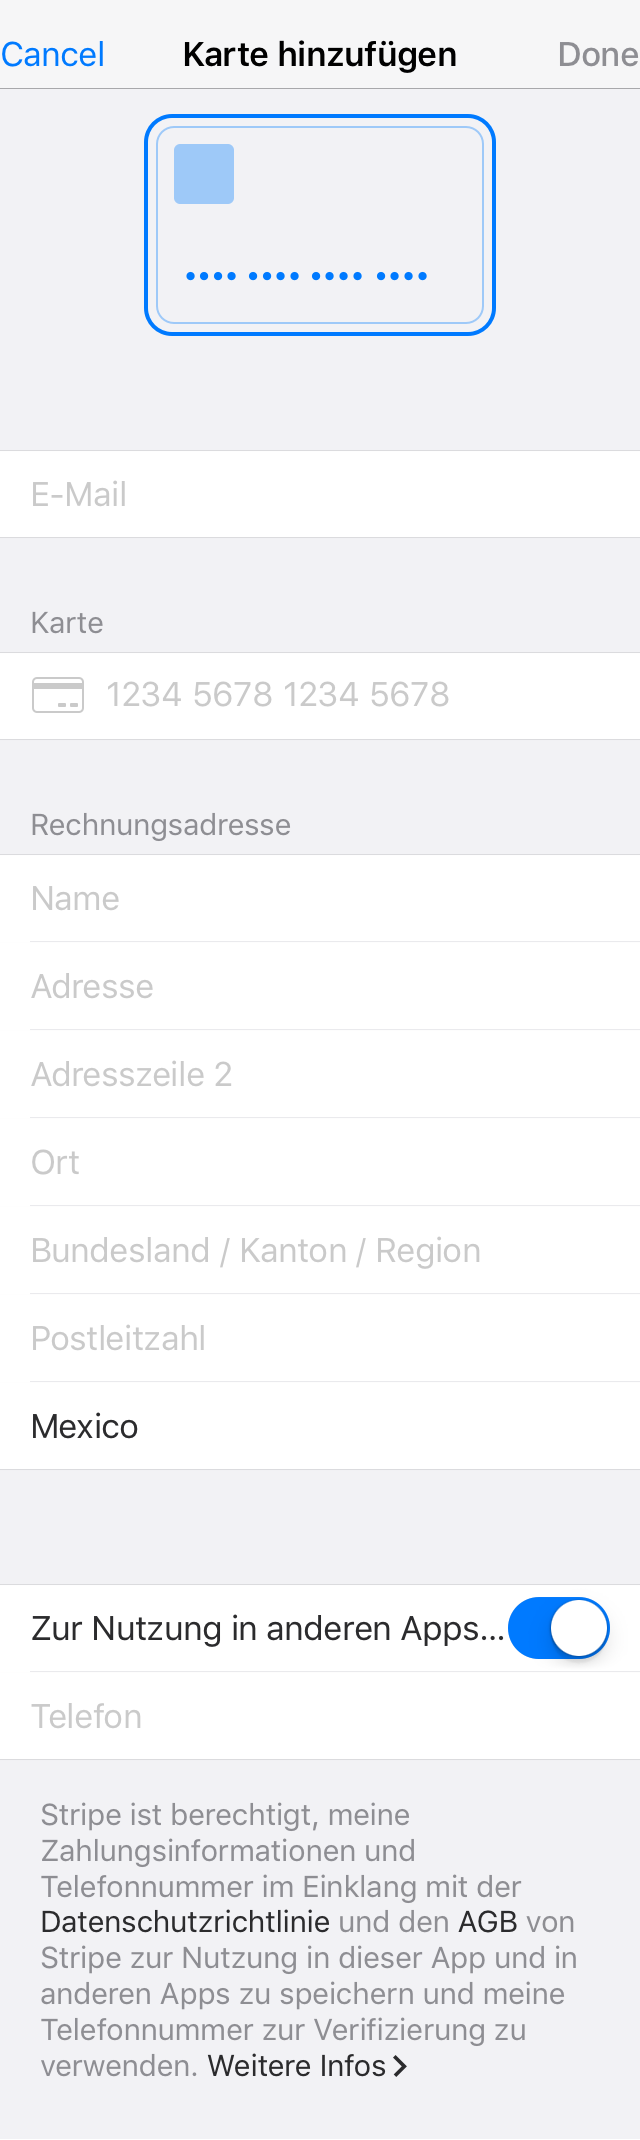 Cancel Karte hinzufügen Done
•••• •••• •••• ••••
E-Mail
Karte
1234 5678 1234 5678
Rechnungsadresse
Name
Adresse
Adresszeile 2
Ort
Bundesland / Kanton / Region
Postleitzahl
Mexico
Zur Nutzung in anderen Apps...
Telefon
Stripe ist berechtigt, meine
Zahlungsinformationen und
Telefonnummer im Einklang mit der
Datenschutzrichtlinie und den AGB von
Stripe zur Nutzung in dieser App und in
anderen Apps zu speichern und meine
Telefonnummer zur Verifizierung zu
verwenden. Weitere Infos